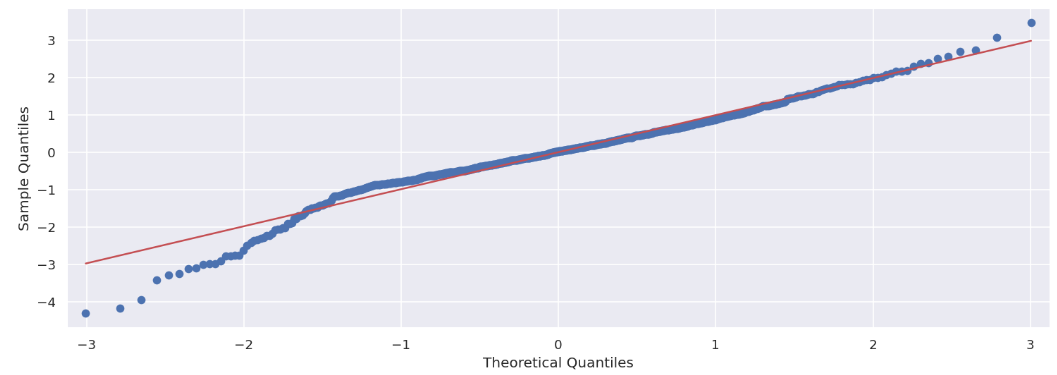 3
2
1
0
−1
−2
−3
−4
Sample Quantiles
−3 −2 −1 0 1 2 3
Theoretical Quantiles